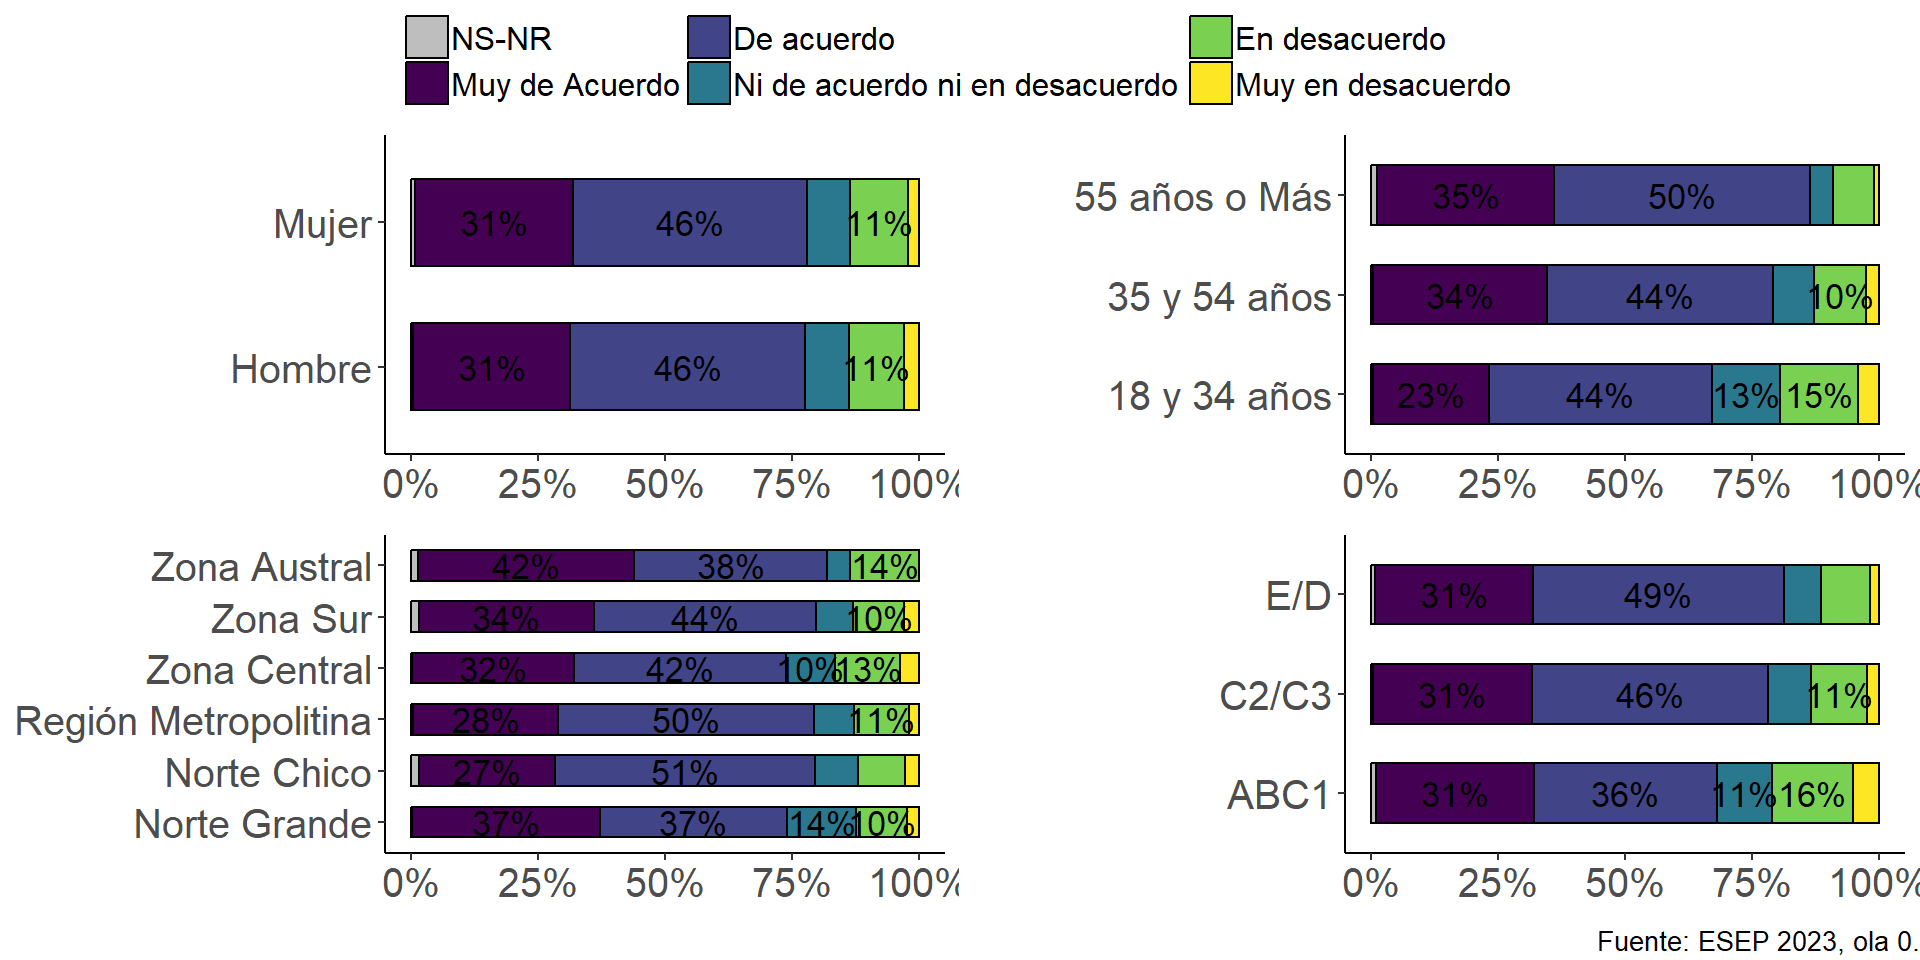 NS-NR De acuerdo En desacuerdo
Muy de Acuerdo Ni de acuerdo ni en desacuerdo Muy en desacuerdo
Mujer 31% 46% 11%
Hombre 31% 46% 11%
0% 25% 50% 75% 100%
55 años o Más 35% 50%
35 y 54 años 34% 44% 10%
18 y 34 años 23% 44% 13% 15%
0% 25% 50% 75% 100%
Zona Austral 42% 38% 14%
Zona Sur 34% 44% 10%
Zona Central 32% 42% 10% 13%
Región Metropolitina 28% 50% 11%
Norte Chico 27% 51%
Norte Grande 37% 37% 14% 10%
0% 25% 50% 75% 100%
E/D 31% 49%
C2/C3 31% 46% 11%
ABC1 31% 36% 11% 16%
0% 25% 50% 75% 100%
Fuente: ESEP 2023, ola 0.